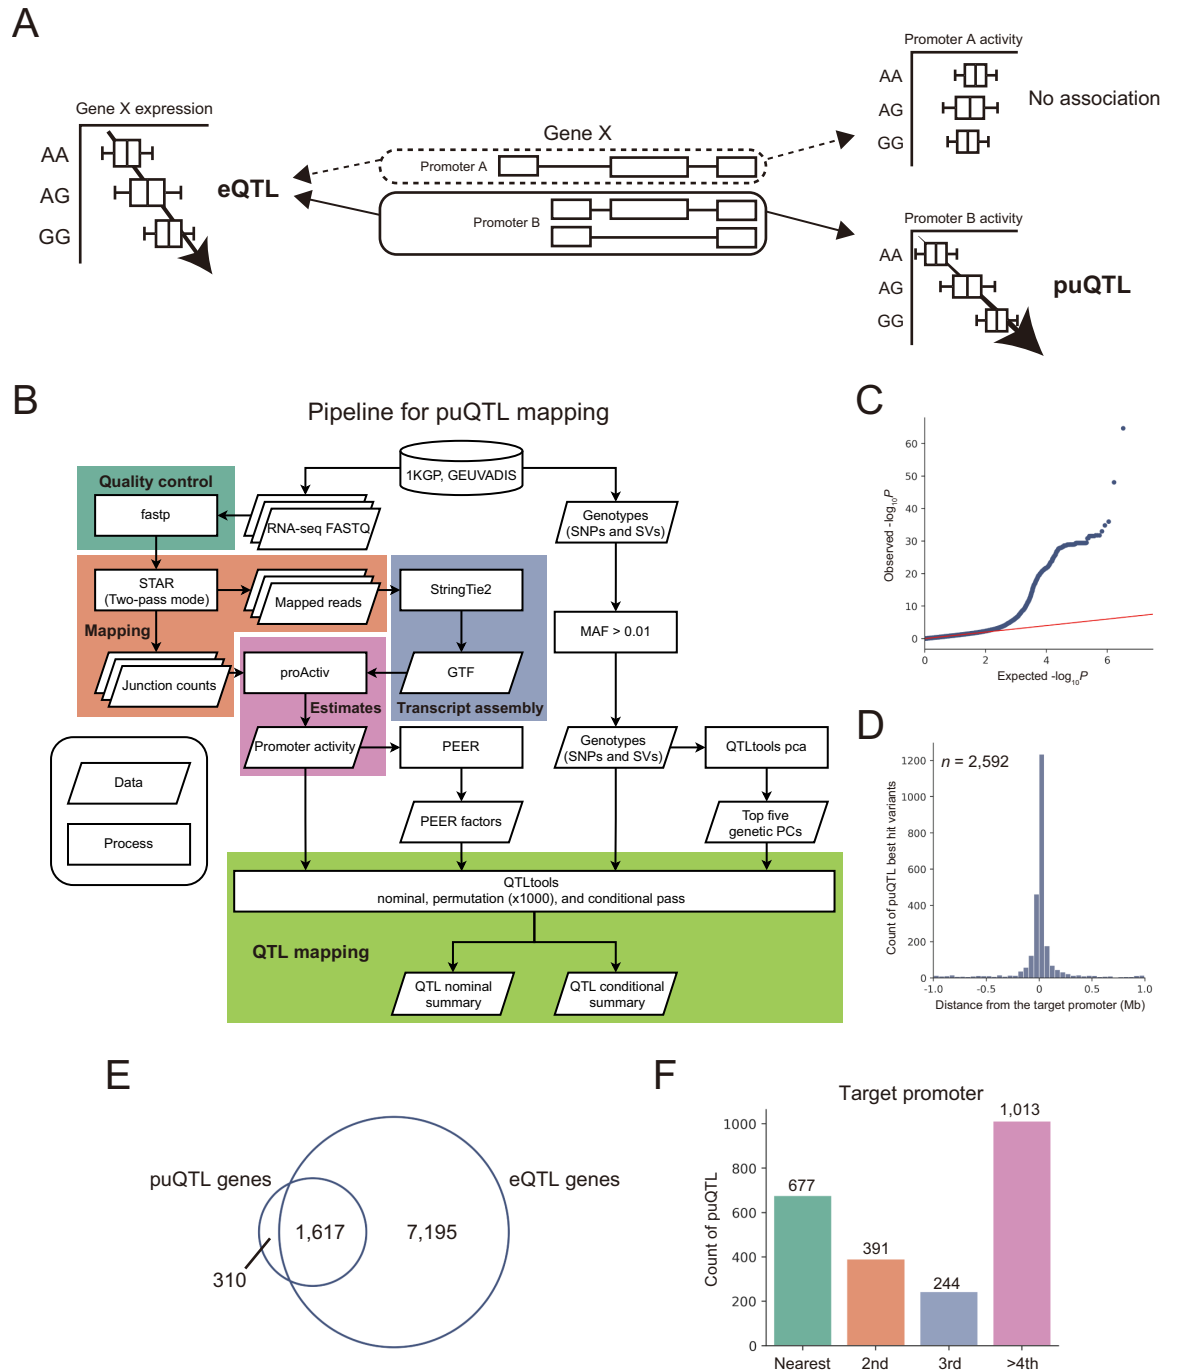 A
Gene X expression
AA
AG
GG
eQTL
Gene X
Promoter A
Promoter B
Promoter A activity
AA
AG
GG
No association
Promoter B activity
AA
AG
GG
puQTL
B
Pipeline for puQTL mapping
1KGP, GEUVADIS
Quality control
fastp
RNA-seq FASTQ
Genotypes
(SNPs and SVs)
STAR
(Two-pass mode)
Mapped reads
StringTie2
Mapping
MAF > 0.01
Junction counts
proActiv
GTF
Estimates
Transcript assembly
Promoter activity
PEER
Genotypes
(SNPs and SVs)
QTLtools pca
Data
Process
PEER factors
Top five
genetic PCs
QTLtools
nominal, permutation (x1000), and conditional pass
QTL mapping
QTL nominal
summary
QTL conditional
summary
C
Observed -log10P
60
50
40
30
20
10
0
0
2
4
6
Expected -log10P
D
n = 2,592
Count of puQTL best hit variants
1200
1000
800
600
400
200
0
-1.0
-0.5
0
0.5
1.0
Distance from the target promoter (Mb)
E
puQTL genes
eQTL genes
1,617
7,195
310
F
Target promoter
Count of puQTL
1000
800
600
400
200
0
677
391
244
1,013
Nearest
2nd
3rd
>4th